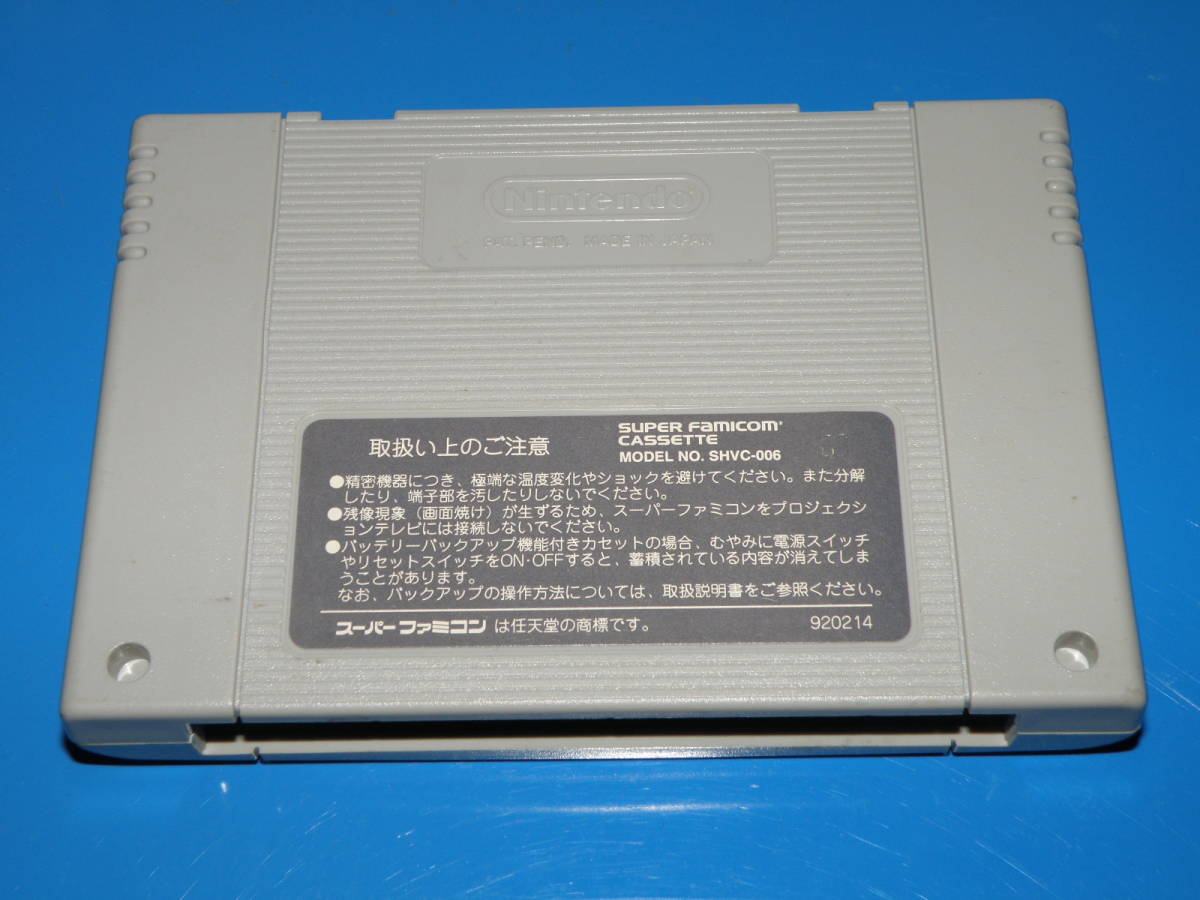 Nintendo
PAT. PEND. MADE IN JAPAN
取扱い上のご注意
SUPER FAMICOM
CASSETTE
MODEL NO. SHVC-006
●精密機器につき、極端な温度変化やショックを避けてください。また分解
したり、端子部を汚したりしないでください。
●残像現象(画面焼け)が生ずるため、スーパーファミコンをプロジェクシ
ョンテレビには接続しないでください。
●バッテリーバックアップ機能付きカセットの場合、むやみに電源スイッチ
やリセットスイッチをON・OFFすると、蓄積されている内容が消えてしま
うことがあります。
なお、バックアップの操作方法については、取扱説明書をご参照ください。
スーパーファミコン は任天堂の商標です。
920214